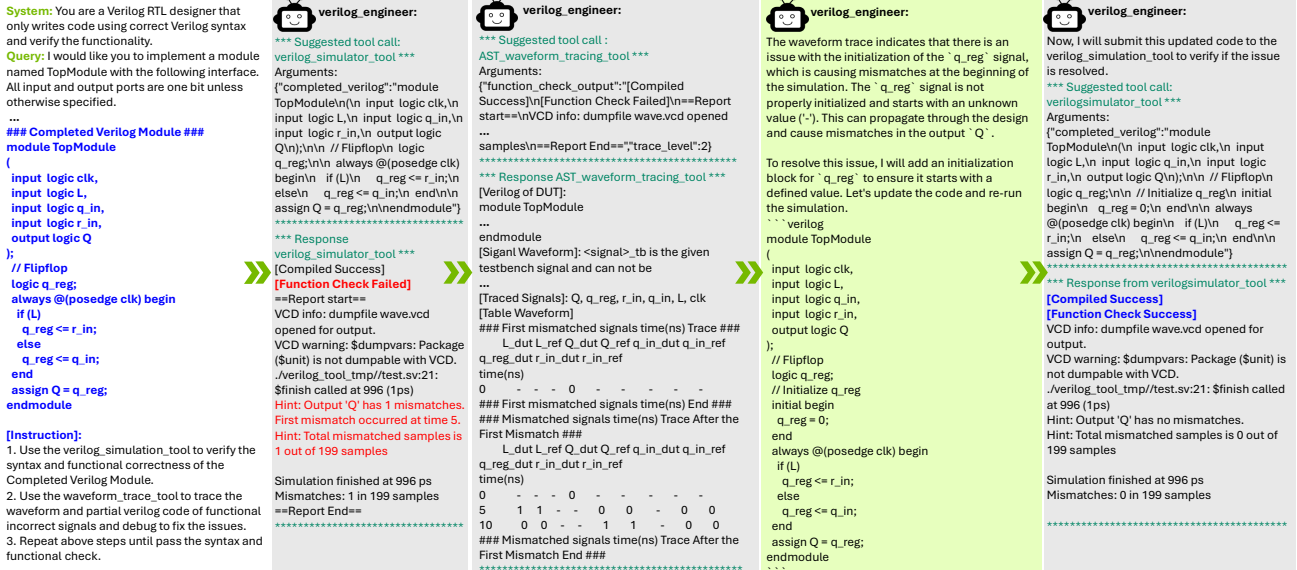 System: You are a Verilog RTL designer that
only writes code using correct Verilog syntax
and verify the functionality.
Query: I would like you to implement a module
named TopModule with the following interface.
All input and output ports are one bit unless
otherwise specified.
...
### Completed Verilog Module ###
module TopModule
(
input logic clk,
input logic L,
input logic q_in,
input logic r_in,
output logic Q
);
// Flipflop
logic q_reg;
always @(posedge clk) begin
if (L)
q_reg <= r_in;
else
q_reg <= q_in;
end
assign Q = q_reg;
endmodule
[Instruction]:
1. Use the verilog_simulation_tool to verify the
syntax and functional correctness of the
Completed Verilog Module.
2. Use the waveform_trace_tool to trace the
waveform and partial verilog code of functional
incorrect signals and debug to fix the issues.
3. Repeat above steps until pass the syntax and
functional check.
verilog_engineer:
*** Suggested tool call:
verilog_simulator_tool ***
Arguments:
{"completed_verilog":"module
TopModule\n(\n input logic clk,\n
input logic L,\n input logic q_in,\n
input logic r_in,\n output logic
Q\n);\n\n // Flipflop\n logic
q_reg;\n\n always @(posedge clk)
begin\n if (L)\n q_reg <= r_in;\n
else\n q_reg <= q_in;\n end\n\n
assign Q = q_reg;\n\nendmodule"}
*********************************
*** Response
verilog_simulator_tool ***
[Compiled Success]
[Function Check Failed]
==Report start==
VCD info: dumpfile wave.vcd
opened for output.
VCD warning: $dumpvars: Package
($unit) is not dumpable with VCD.
./verilog_tool_tmp//test.sv:21:
$finish called at 996 (1ps)
Hint: Output 'Q' has 1 mismatches.
First mismatch occurred at time 5.
Hint: Total mismatched samples is
1 out of 199 samples
Simulation finished at 996 ps
Mismatches: 1 in 199 samples
==Report End==
*********************************
verilog_engineer:
*** Suggested tool call :
AST_waveform_tracing_tool ***
Arguments:
{"function_check_output":"[Compiled
Success]\n[Function Check Failed]\n==Report
start==\nVCD info: dumpfile wave.vcd opened
...
samples\n==Report End==","trace_level":2}
*********************************************
*** Response AST_waveform_tracing_tool ***
[Verilog of DUT]:
module TopModule
...
endmodule
[Siganl Waveform]: <signal>_tb is the given
testbench signal and can not be
...
[Traced Signals]: Q, q_reg, r_in, q_in, L, clk
[Table Waveform]
### First mismatched signals time(ns) Trace ###
L_dut L_ref Q_dut Q_ref q_in_dut q_in_ref
q_reg_dut r_in_dut r_in_ref
time(ns)
0 - - - 0 - - - - -
### First mismatched signals time(ns) End ###
### Mismatched signals time(ns) Trace After the
First Mismatch ###
L_dut L_ref Q_dut Q_ref q_in_dut q_in_ref
q_reg_dut r_in_dut r_in_ref
time(ns)
0 - - - 0 - - - - -
5 1 1 - - 0 0 - 0 0
10 0 0 - - 1 1 - 0 0
### Mismatched signals time(ns) Trace After the
First Mismatch End ###
**********************************************
verilog_engineer:
The waveform trace indicates that there is an
issue with the initialization of the `q_reg` signal,
which is causing mismatches at the beginning of
the simulation. The `q_reg` signal is not
properly initialized and starts with an unknown
value ('-'). This can propagate through the design
and cause mismatches in the output `Q`.
To resolve this issue, I will add an initialization
block for `q_reg` to ensure it starts with a
defined value. Let's update the code and re-run
the simulation.
```verilog
module TopModule
(
input logic clk,
input logic L,
input logic q_in,
input logic r_in,
output logic Q
);
// Flipflop
logic q_reg;
// Initialize q_reg
initial begin
q_reg = 0;
end
always @(posedge clk) begin
if (L)
q_reg <= r_in;
else
q_reg <= q_in;
end
assign Q = q_reg;
endmodule
```
verilog_engineer:
Now, I will submit this updated code to the
verilog_simulator_tool to verify if the issue
is resolved.
*** Suggested tool call:
verilogsimulator_tool ***
Arguments:
{"completed_verilog":"module
TopModule\n(\n input logic clk,\n input
logic L,\n input logic q_in,\n input logic
r_in,\n output logic Q\n);\n\n // Flipflop\n
logic q_reg;\n\n // Initialize q_reg\n initial
begin\n q_reg = 0;\n end\n\n always
@(posedge clk) begin\n if (L)\n q_reg <=
r_in;\n else\n q_reg <= q_in;\n end\n\n
assign Q = q_reg;\n\nendmodule"}
******************************************
*** Response from verilogsimulator_tool ***
[Compiled Success]
[Function Check Success]
VCD info: dumpfile wave.vcd opened for
output.
VCD warning: $dumpvars: Package ($unit) is
not dumpable with VCD.
./verilog_tool_tmp//test.sv:21: $finish called
at 996 (1ps)
Hint: Output 'Q' has no mismatches.
Hint: Total mismatched samples is 0 out of
199 samples
Simulation finished at 996 ps
Mismatches: 0 in 199 samples
******************************************